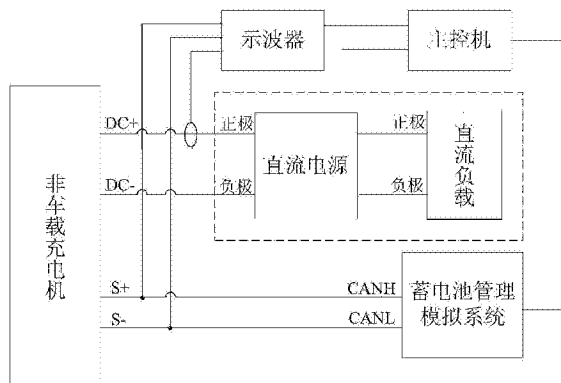 示波器
主控机
DC+
正极
正极
直流电源
直流负载
DC-
负极
负极
非车载充电机
S+
CANH
蓄电池管理
模拟系统
S-
CANL